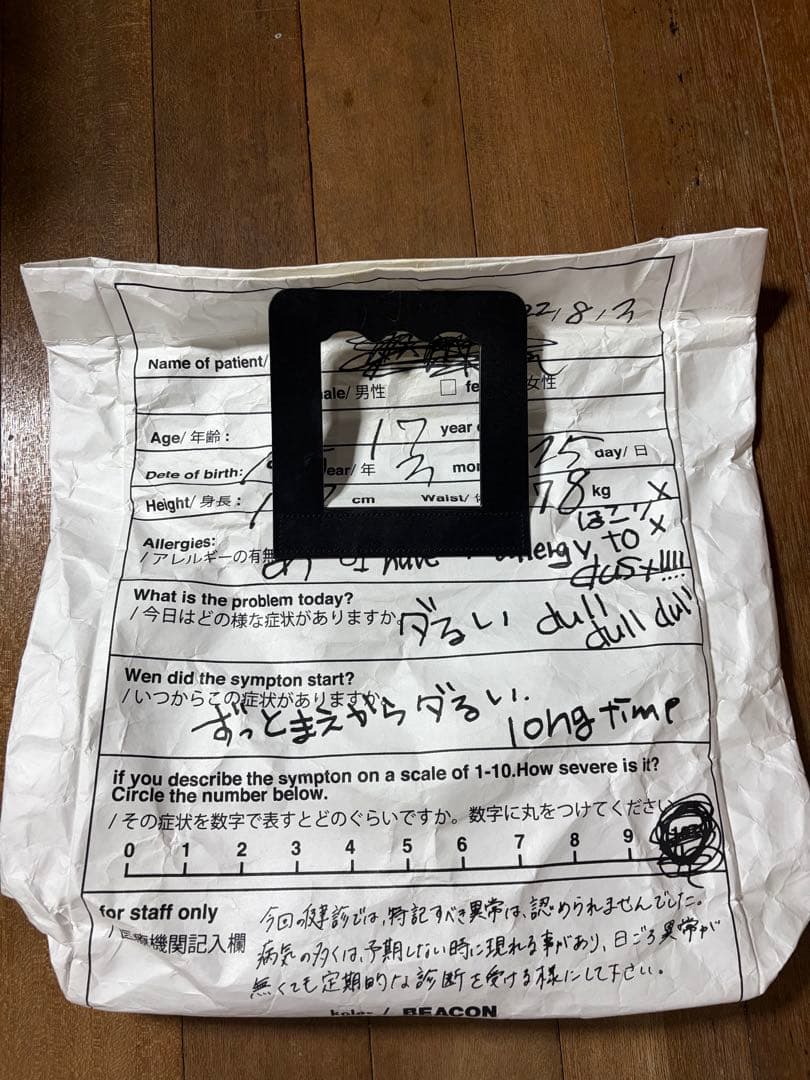 22,8,3
Name of patient/
ale/ 男性 □ fe 女性
Age/ 年齢 : 17 year
Dete of birth: ear/ 年 3 mon 25 day/ 日
Height/ 身長 : cm Waist/ 78 kg
ほこり××
Allergies:
/ アレルギーの有無 I have allergy to
dust!!!!
What is the problem today?
/ 今日はどの様な症状がありますか。 ダるい dull
dull dull
Wen did the sympton start?
/ いつからこの症状がありますか
ずっとまえからダるい. long time
if you describe the sympton on a scale of 1-10.How severe is it?
Circle the number below.
/ その症状を数字で表すとどのぐらいですか。数字に丸をつけてください
0 1 2 3 4 5 6 7 8 9
for staff only
機関記入欄
今回の健診では、特記すべき異常は、認められませんでした。
病気の多くは、予期しない時に現れる事があり、日ごろ異常が
無くても定期的な診断を受ける様にして下さい。
kolor / BEACON